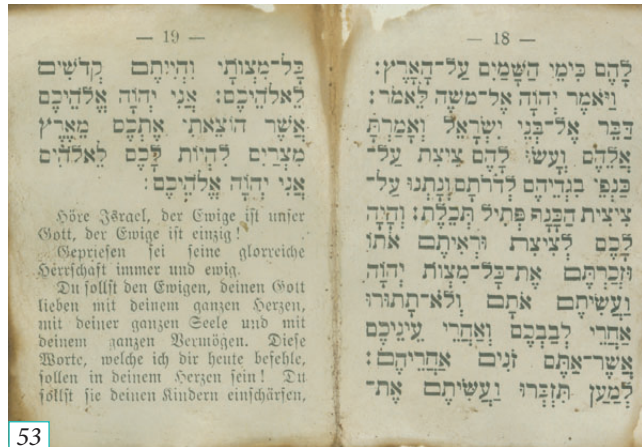 — 18 —
לָהֶם כִּימֵי הַשָּׁמַיִם עַל־הָאָרֶץ:
וַיֹּאמֶר יְהֹוָה אֶל־מֹשֶׁה לֵּאמֹר:
דַּבֵּר אֶל־בְּנֵי יִשְׂרָאֵל וְאָמַרְתָּ
אֲלֵהֶם וְעָשׂוּ לָהֶם צִיצִת עַל־
כַּנְפֵי בִגְדֵיהֶם לְדֹרֹתָם וְנָתְנוּ עַל־
צִיצִית הַכָּנָף פְּתִיל תְּכֵלֶת: וְהָיָה
לָכֶם לְצִיצִת וּרְאִיתֶם אֹתוֹ
וּזְכַרְתֶּם אֶת־כָּל־מִצְוֹת יְהֹוָה
וַעֲשִׂיתֶם אֹתָם וְלֹא־תָתוּרוּ
אַחֲרֵי לְבַבְכֶם וְאַחֲרֵי עֵינֵיכֶם
אֲשֶׁר־אַתֶּם זֹנִים אַחֲרֵיהֶם:
לְמַעַן תִּזְכְּרוּ וַעֲשִׂיתֶם אֶת־
— 19 —
כָּל־מִצְוֹתָי וִהְיִיתֶם קְדֹשִׁים
לֵאלֹהֵיכֶם: אֲנִי יְהֹוָה אֱלֹהֵיכֶם
אֲשֶׁר הוֹצֵאתִי אֶתְכֶם מֵאֶרֶץ
מִצְרַיִם לִהְיוֹת לָכֶם לֵאלֹהִים
אֲנִי יְהֹוָה אֱלֹהֵיכֶם:
Höre Israel, der Ewige ist unser
Gott, der Ewige ist einzig!
Gepriesen sei seine glorreiche
Herrschaft immer und ewig.
Du sollst den Ewigen, deinen Gott
lieben mit deinem ganzen Herzen,
mit deiner ganzen Seele und mit
deinem ganzen Vermögen. Diese
Worte, welche ich dir heute befehle,
sollen in deinem Herzen sein! Du
sollst sie deinen Kindern einschärfen,
53